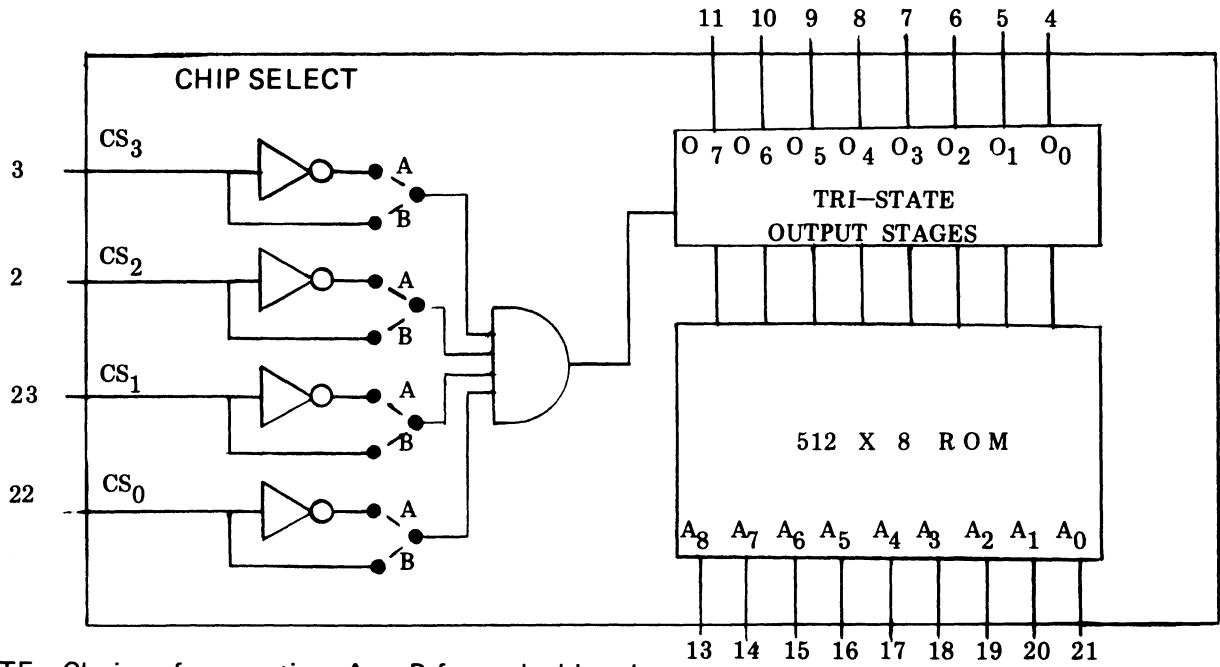 11 10 9 8 7 6 5 4
CHIP SELECT
CS3
3
A
B
O7 O6 O5 O4 O3 O2 O1 O0
TRI-STATE
OUTPUT STAGES
CS2
2
A
B
CS1
23
A
B
512 X 8 ROM
CS0
22
A
B
A8 A7 A6 A5 A4 A3 A2 A1 A0
13 14 15 16 17 18 19 20 21